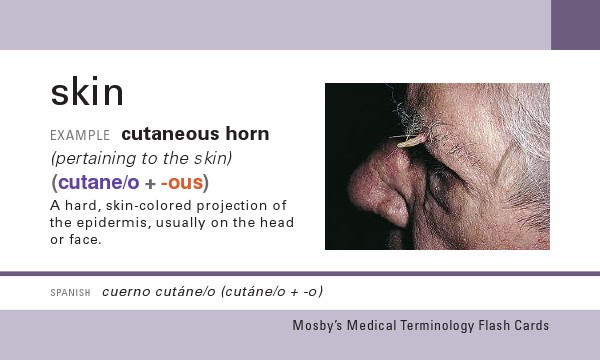 skin
EXAMPLE cutaneous horn
(pertaining to the skin)
(cutane/o + -ous)
A hard, skin-colored projection of
the epidermis, usually on the head
or face.
SPANISH cuerno cutáne/o (cutáne/o + -o)
Mosby's Medical Terminology Flash Cards